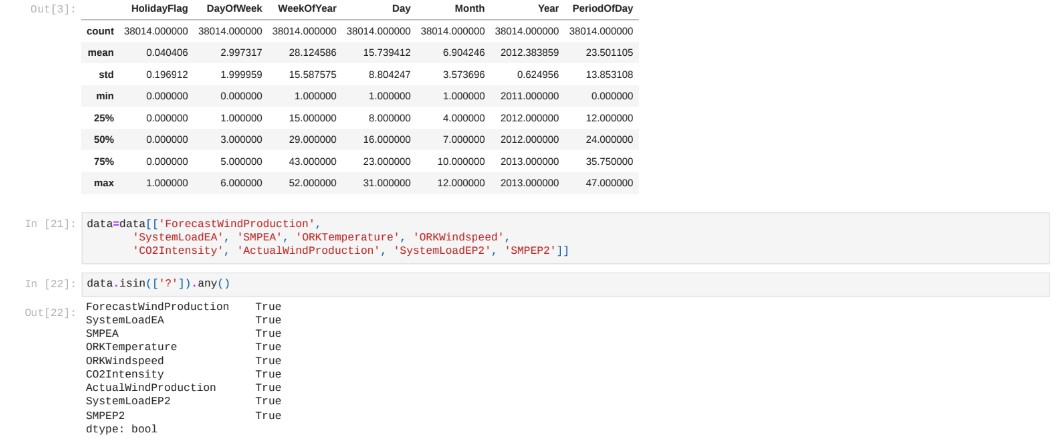 Out[3]:
HolidayFlag DayOfWeek WeekOfYear Day Month Year PeriodOfDay
count 38014.000000 38014.000000 38014.000000 38014.000000 38014.000000 38014.000000 38014.000000
mean 0.040406 2.997317 28.124586 15.739412 6.904246 2012.383859 23.501105
std 0.196912 1.999959 15.587575 8.804247 3.573696 0.624956 13.853108
min 0.000000 0.000000 1.000000 1.000000 1.000000 2011.000000 0.000000
25% 0.000000 1.000000 15.000000 8.000000 4.000000 2012.000000 12.000000
50% 0.000000 3.000000 29.000000 16.000000 7.000000 2012.000000 24.000000
75% 0.000000 5.000000 43.000000 23.000000 10.000000 2013.000000 35.750000
max 1.000000 6.000000 52.000000 31.000000 12.000000 2013.000000 47.000000
In [21]: data=data[['ForecastWindProduction',
'SystemLoadEA', 'SMPEA', 'ORKTemperature', 'ORKWindspeed',
'CO2Intensity', 'ActualWindProduction', 'SystemLoadEP2', 'SMPEP2']]
In [22]: data.isin(['?']).any()
Out[22]: ForecastWindProduction True
SystemLoadEA True
SMPEA True
ORKTemperature True
ORKWindspeed True
CO2Intensity True
ActualWindProduction True
SystemLoadEP2 True
SMPEP2 True
dtype: bool